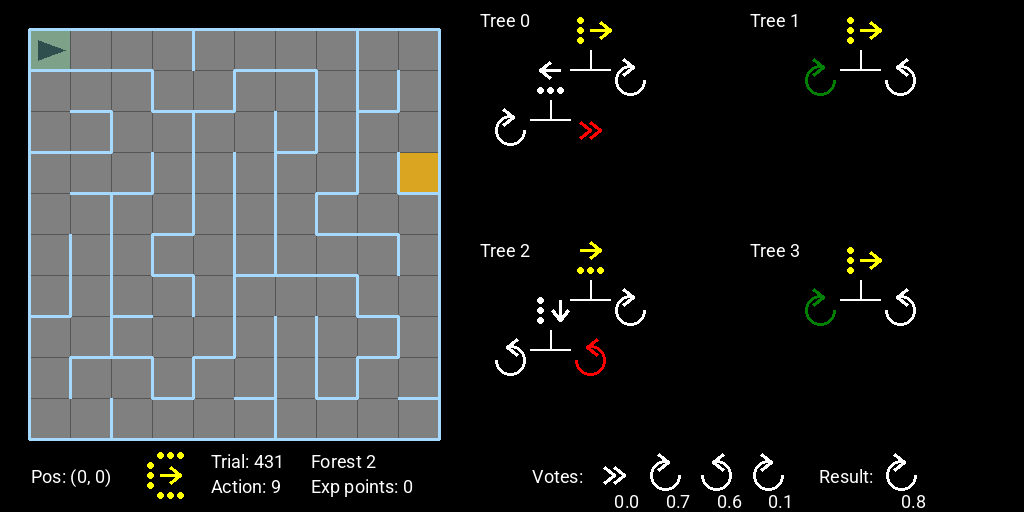 Tree 0
Tree 1
Tree 2
Tree 3
Pos: (0, 0)
Trial: 431
Forest 2
Action: 9
Exp points: 0
Votes:
0.0
0.7
0.6
0.1
Result:
0.8